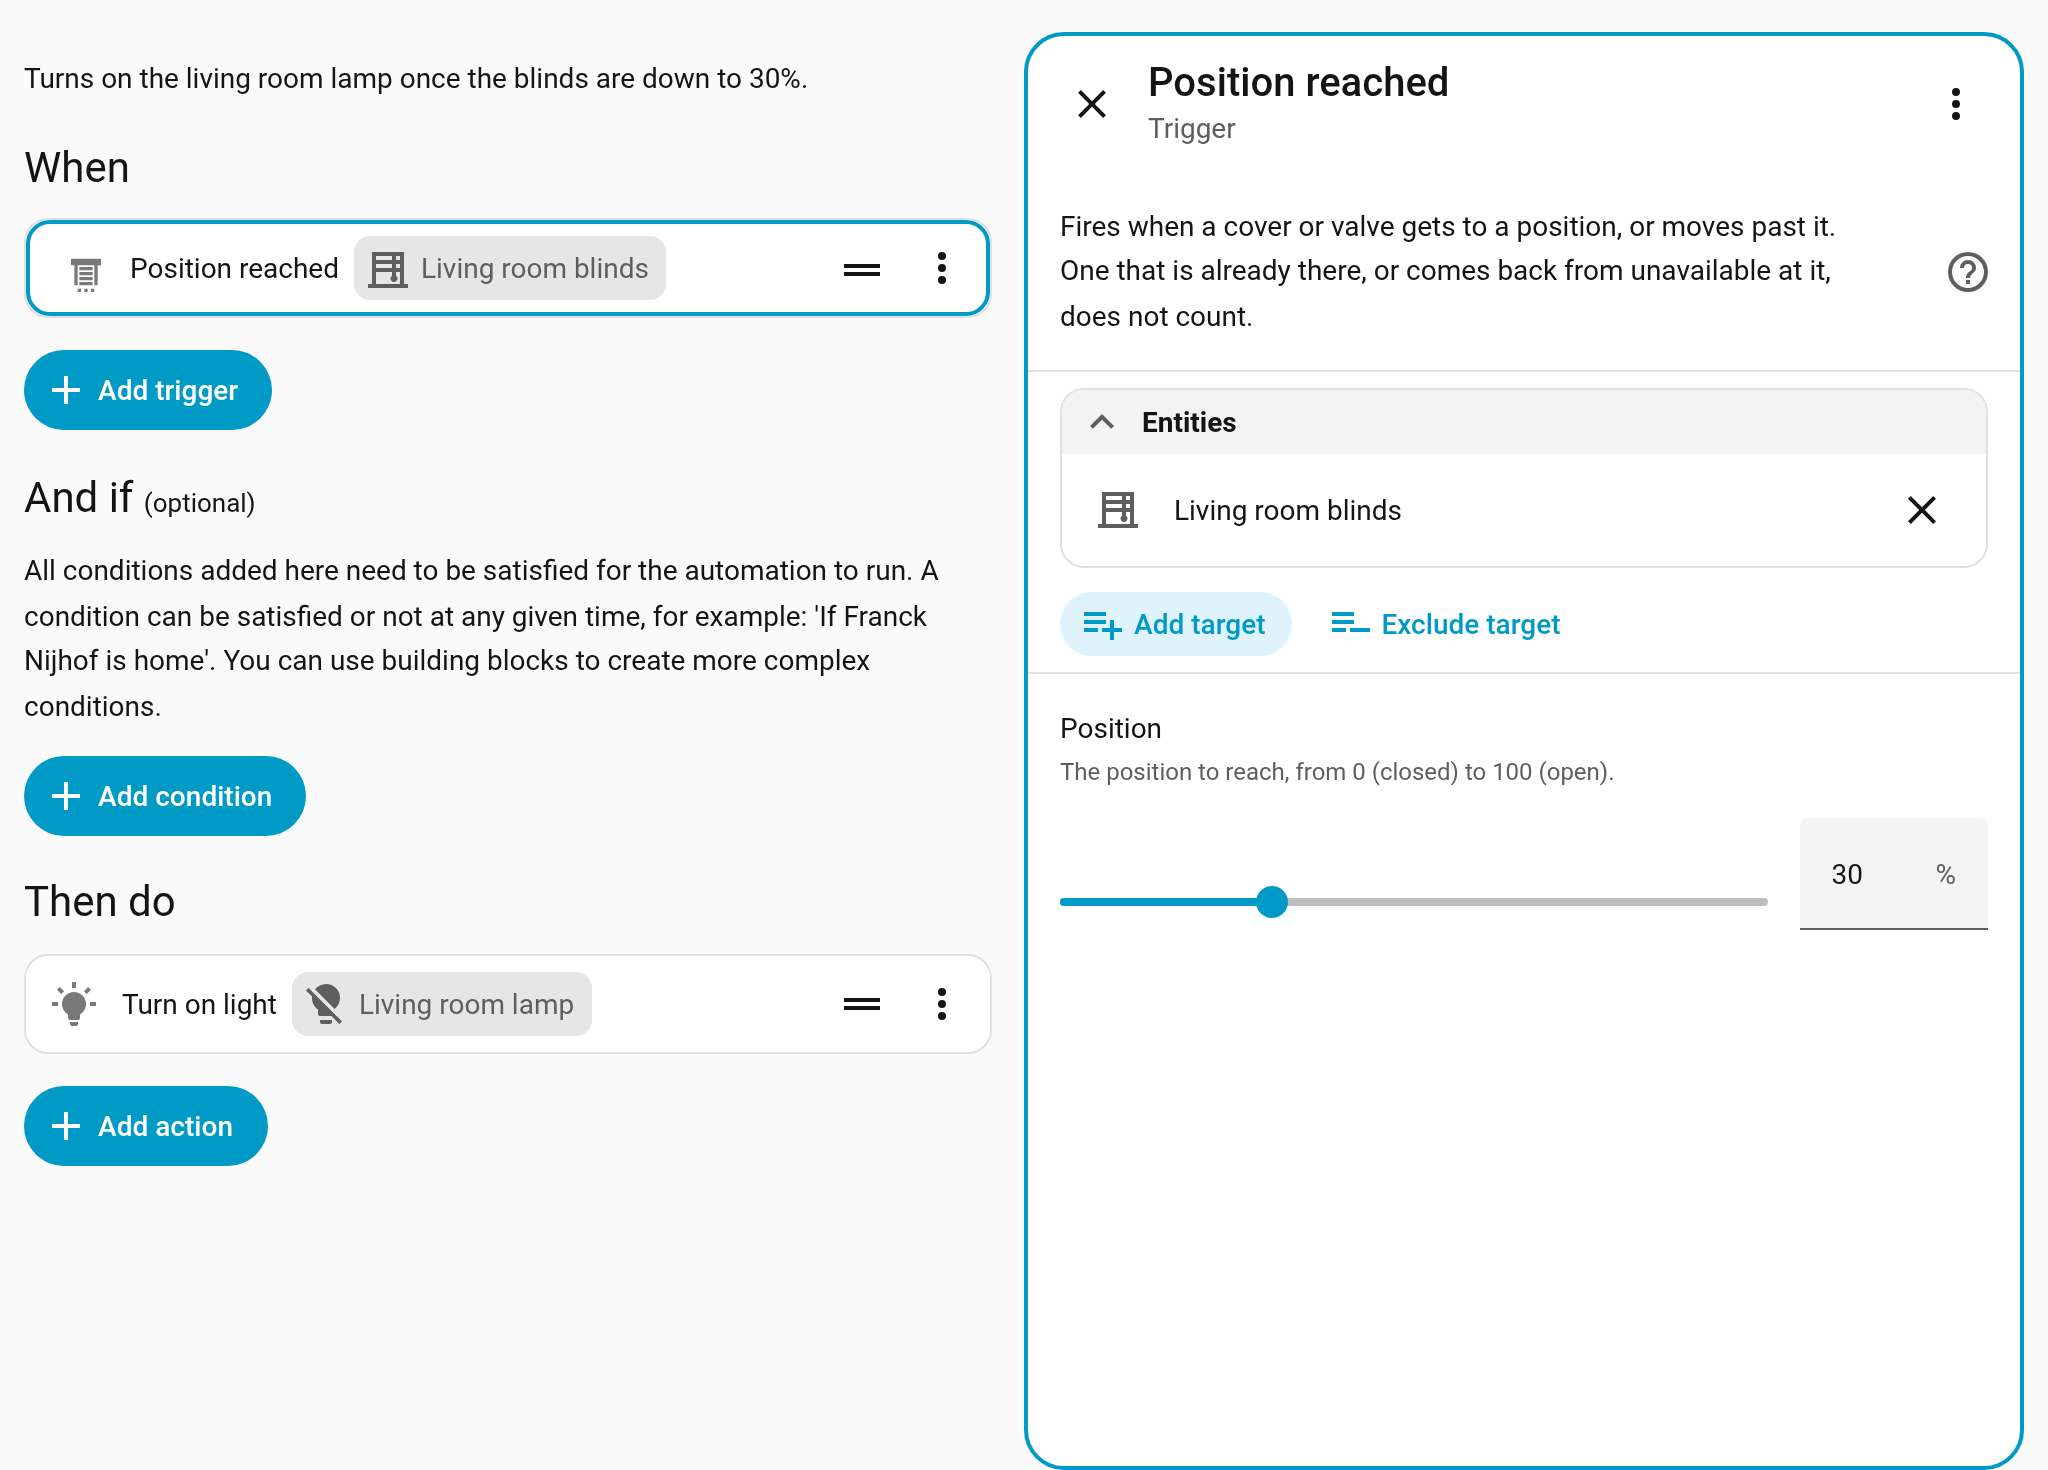 Turns on the living room lamp once the blinds are down to 30%.
When
Position reached Living room blinds
Add trigger
And if (optional)
All conditions added here need to be satisfied for the automation to run. A
condition can be satisfied or not at any given time, for example: 'If Franck
Nijhof is home'. You can use building blocks to create more complex
conditions.
Add condition
Then do
Turn on light Living room lamp
Add action
Position reached
Trigger
Fires when a cover or valve gets to a position, or moves past it.
One that is already there, or comes back from unavailable at it,
does not count.
Entities
Living room blinds
Add target Exclude target
Position
The position to reach, from 0 (closed) to 100 (open).
30 %